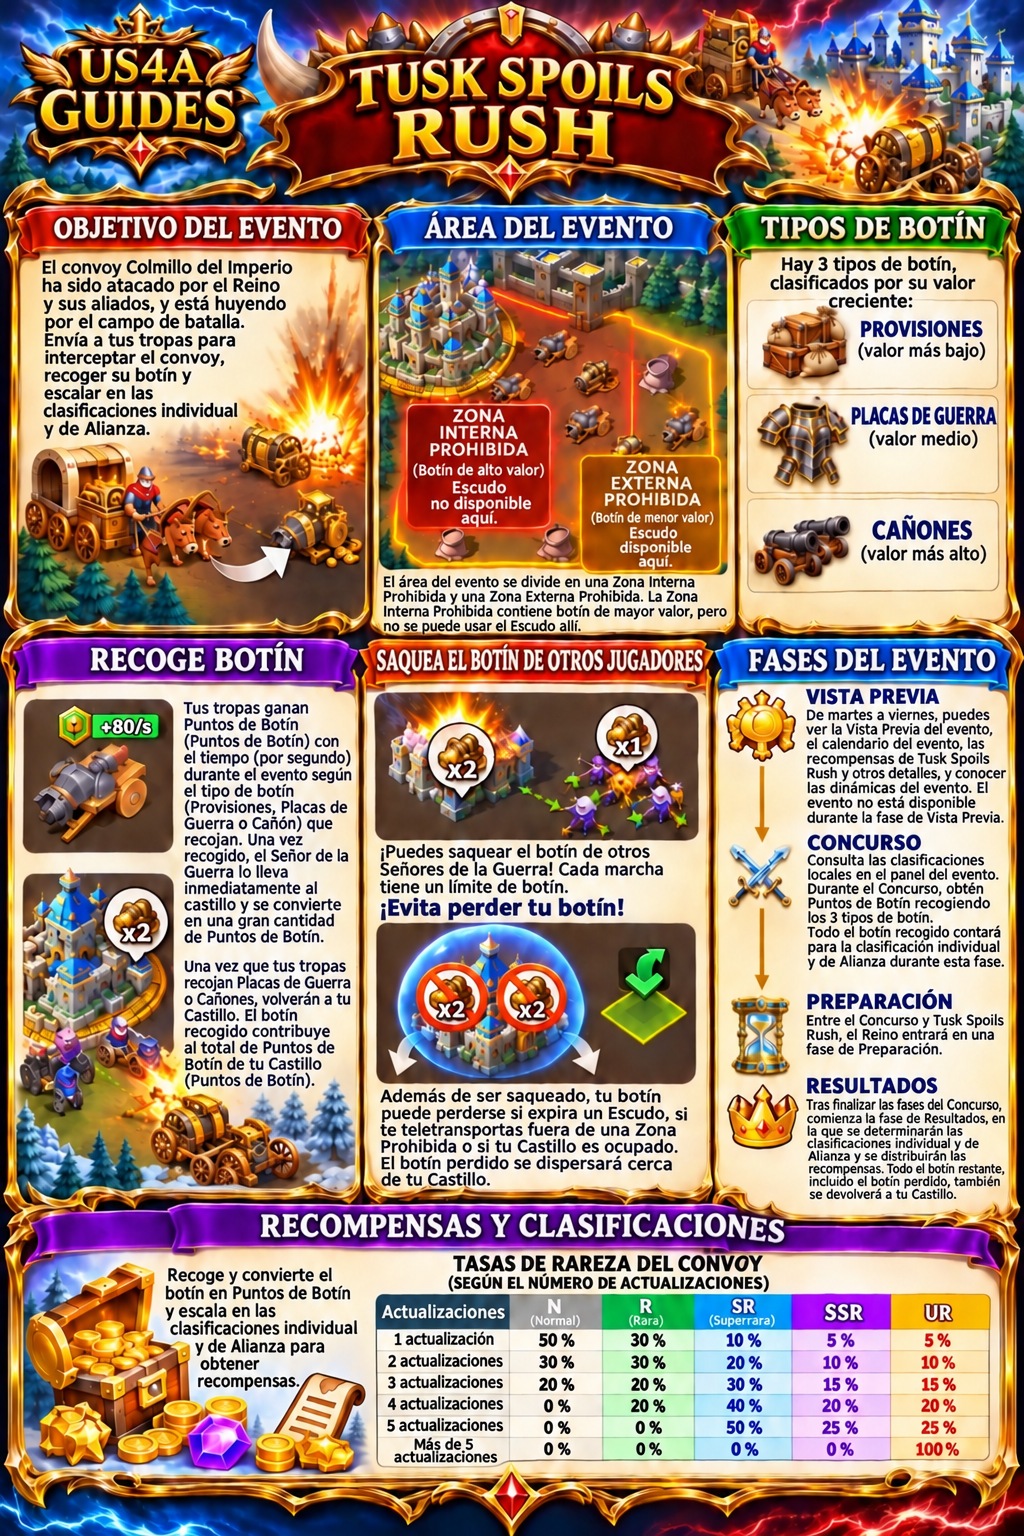 US4A
GUIDES
TUSK SPOILS
RUSH
OBJETIVO DEL EVENTO
El convoy Colmillo del Imperio
ha sido atacado por el Reino
y sus aliados, y está huyendo
por el campo de batalla.
Envía a tus tropas para
interceptar el convoy,
recoger su botín y
escalar en las
clasificaciones individual
y de Alianza.
ÁREA DEL EVENTO
ZONA
INTERNA
PROHIBIDA
(Botín de alto valor)
Escudo
no disponible
aquí.
ZONA
EXTERNA
PROHIBIDA
(Botín de menor valor)
Escudo
disponible
aquí.
El área del evento se divide en una Zona Interna
Prohibida y una Zona Externa Prohibida. La Zona
Interna Prohibida contiene botín de mayor valor, pero
no se puede usar el Escudo allí.
TIPOS DE BOTÍN
Hay 3 tipos de botín,
clasificados por su valor
creciente:
PROVISIONES
(valor más bajo)
PLACAS DE GUERRA
(valor medio)
CAÑONES
(valor más alto)
RECOGE BOTÍN
+80/s
x2
Tus tropas ganan
Puntos de Botín
(Puntos de Botín) con
el tiempo (por segundo)
durante el evento según
el tipo de botín
(Provisiones, Placas de
Guerra o Cañón) que
recojan. Una vez
recogido, el Señor de la
Guerra lo lleva
inmediatamente al
castillo y se convierte
en una gran cantidad
de Puntos de Botín.
Una vez que tus tropas
recojan Placas de Guerra
o Cañones, volverán a tu
Castillo. El botín
recogido contribuye
al total de Puntos de
Botín de tu Castillo
(Puntos de Botín).
SAQUEA EL BOTÍN DE OTROS JUGADORES
x2
x1
¡Puedes saquear el botín de otros
Señores de la Guerra! Cada marcha
tiene un límite de botín.
¡Evita perder tu botín!
x2
x2
Además de ser saqueado, tu botín
puede perderse si expira un Escudo, si
te teletransportas fuera de una Zona
Prohibida o si tu Castillo es ocupado.
El botín perdido se dispersará cerca
de tu Castillo.
FASES DEL EVENTO
VISTA PREVIA
De martes a viernes, puedes
ver la Vista Previa del evento,
el calendario del evento, las
recompensas de Tusk Spoils
Rush y otros detalles, y conocer
las dinámicas del evento. El
evento no está disponible
durante la fase de Vista Previa.
CONCURSO
Consulta las clasificaciones
locales en el panel del evento.
Durante el Concurso, obtén
Puntos de Botín recogiendo
los 3 tipos de botín.
Todo el botín recogido contará
para la clasificación individual
y de Alianza durante esta fase.
PREPARACIÓN
Entre el Concurso y Tusk Spoils
Rush, el Reino entrará en una
fase de Preparación.
RESULTADOS
Tras finalizar las fases del Concurso,
comienza la fase de Resultados, en
la que se determinarán las
clasificaciones individual y de
Alianza y se distribuirán las
recompensas. Todo el botín restante,
incluido el botín perdido, también
se devolverá a tu Castillo.
RECOMPENSAS Y CLASIFICACIONES
Recoge y convierte el
botín en Puntos de Botín
y escala en las
clasificaciones individual
y de Alianza para
obtener
recompensas.
TASAS DE RAREZA DEL CONVOY
(SEGÚN EL NÚMERO DE ACTUALIZACIONES)
Actualizaciones N (Normal) R (Rara) SR (Superrara) SSR UR
1 actualización 50 % 30 % 10 % 5 % 5 %
2 actualizaciones 30 % 30 % 20 % 10 % 10 %
3 actualizaciones 20 % 20 % 30 % 15 % 15 %
4 actualizaciones 0 % 20 % 40 % 20 % 20 %
5 actualizaciones 0 % 0 % 50 % 25 % 25 %
Más de 5 actualizaciones 0 % 0 % 0 % 0 % 100 %